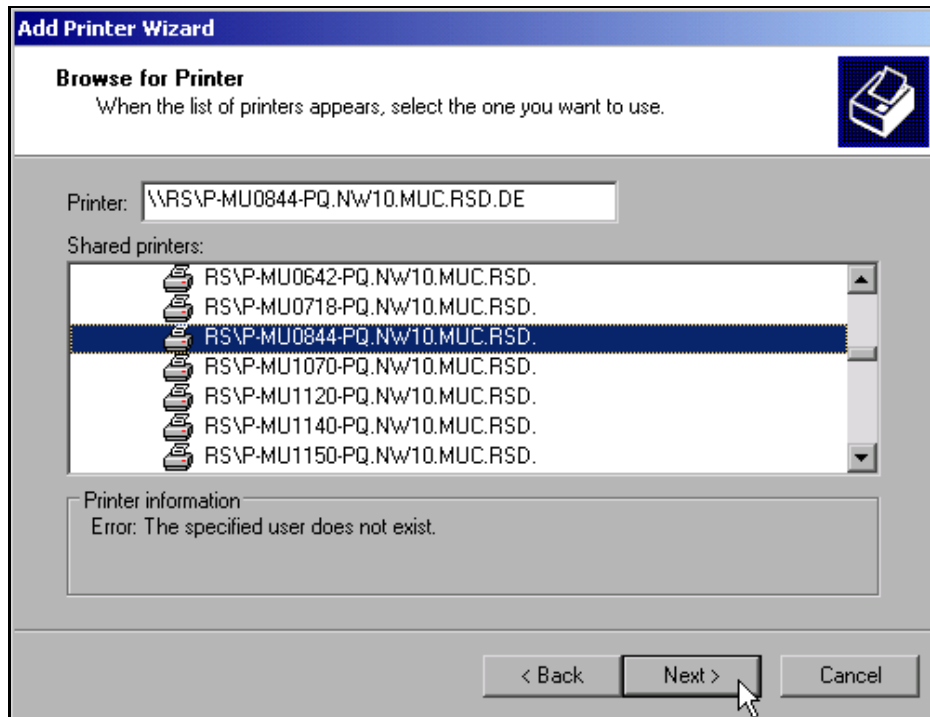 Add Printer Wizard
Browse for Printer
When the list of printers appears, select the one you want to use.
Printer: \\RS\P-MU0844-PQ.NW10.MUC.RSD.DE
Shared printers:
RS\P-MU0642-PQ.NW10.MUC.RSD.
RS\P-MU0718-PQ.NW10.MUC.RSD.
RS\P-MU0844-PQ.NW10.MUC.RSD.
RS\P-MU1070-PQ.NW10.MUC.RSD.
RS\P-MU1120-PQ.NW10.MUC.RSD.
RS\P-MU1140-PQ.NW10.MUC.RSD.
RS\P-MU1150-PQ.NW10.MUC.RSD.
Printer information
Error: The specified user does not exist.
< Back Next > Cancel